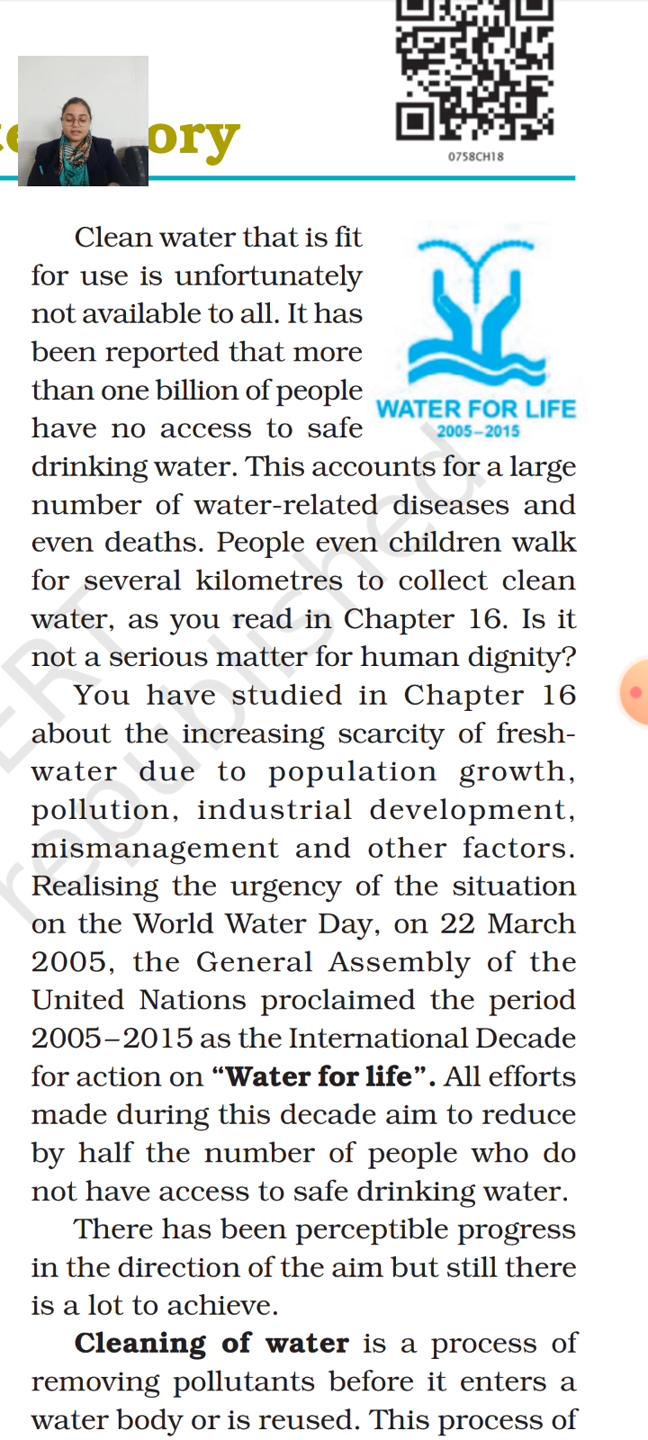 ory
0758CH18
Clean water that is fit
for use is unfortunately
not available to all. It has
been reported that more
than one billion of people
have no access to safe
drinking water. This accounts for a large
number of water-related diseases and
even deaths. People even children walk
for several kilometres to collect clean
water, as you read in Chapter 16. Is it
not a serious matter for human dignity?
WATER FOR LIFE
2005–2015
You have studied in Chapter 16
about the increasing scarcity of fresh-
water due to population growth,
pollution, industrial development,
mismanagement and other factors.
Realising the urgency of the situation
on the World Water Day, on 22 March
2005, the General Assembly of the
United Nations proclaimed the period
2005–2015 as the International Decade
for action on “Water for life”. All efforts
made during this decade aim to reduce
by half the number of people who do
not have access to safe drinking water.
There has been perceptible progress
in the direction of the aim but still there
is a lot to achieve.
Cleaning of water is a process of
removing pollutants before it enters a
water body or is reused. This process of
ERT
republished